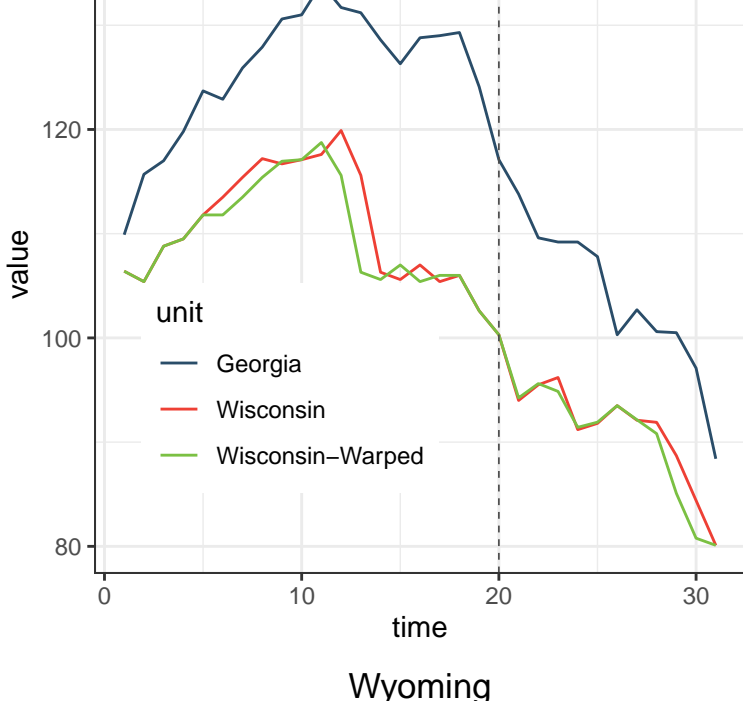 120
100
80
value
unit
Georgia
Wisconsin
Wisconsin−Warped
0
10
20
30
time
Wyoming